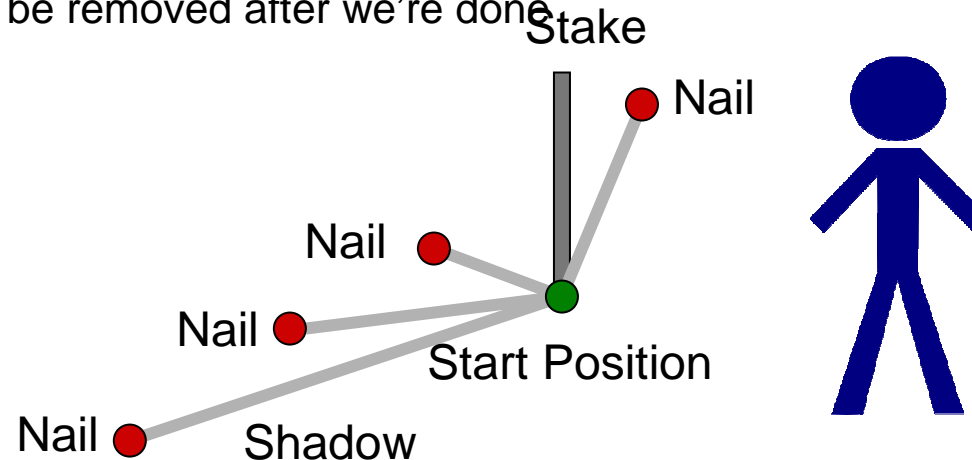 be removed after we're done
Stake
Nail
Nail
Nail
Start Position
Nail
Shadow